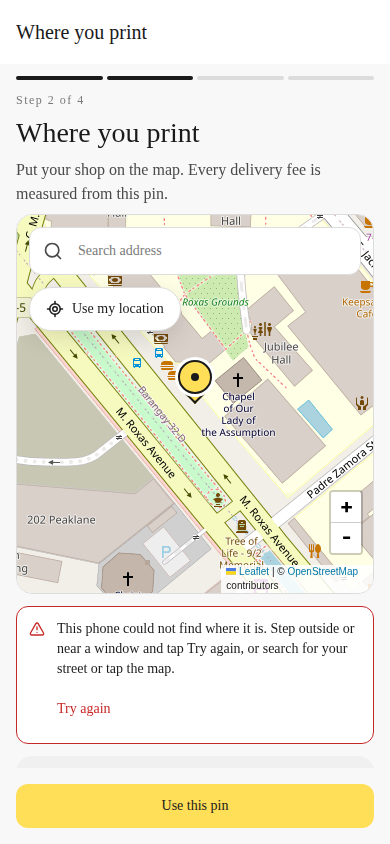 Where you print
Step 2 of 4
Where you print
Put your shop on the map. Every delivery fee is
measured from this pin.
Hall
Search address
-5
Use my location
Roxas Grounds
Jubilee
Hall
Chapel
of Our
Lady of
the Assumption
Barangay 32-D
M. Roxas Avenue
Padre Zamora St
M. Roxas Avenue
202 Peaklane
P
Tree of
Life - 9/2
+
-
Leaflet | © OpenStreetMap
contributors
This phone could not find where it is. Step outside or
near a window and tap Try again, or search for your
street or tap the map.
Try again
Use this pin